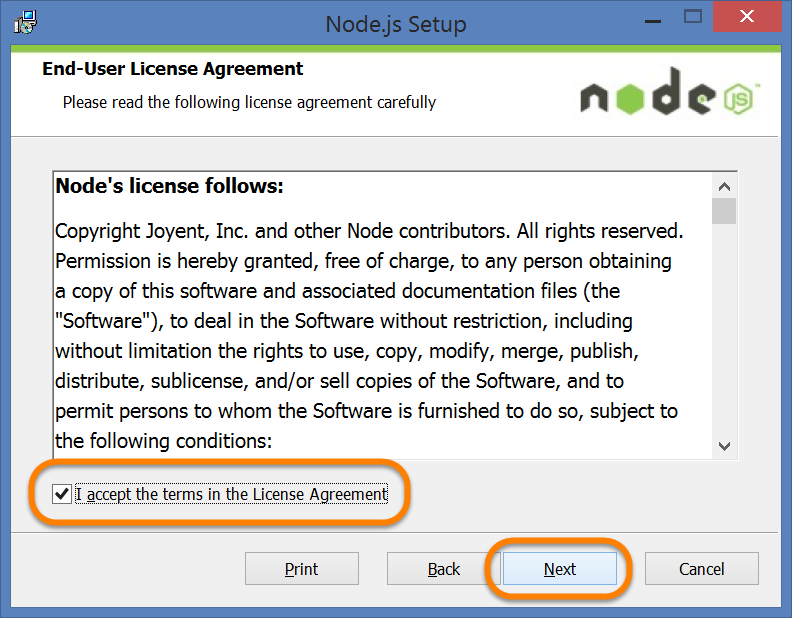 Node.js Setup
End-User License Agreement
Please read the following license agreement carefully
node
JS
™
Node's license follows:
Copyright Joyent, Inc. and other Node contributors. All rights reserved.
Permission is hereby granted, free of charge, to any person obtaining
a copy of this software and associated documentation files (the
"Software"), to deal in the Software without restriction, including
without limitation the rights to use, copy, modify, merge, publish,
distribute, sublicense, and/or sell copies of the Software, and to
permit persons to whom the Software is furnished to do so, subject to
the following conditions:
I accept the terms in the License Agreement
Print
Back
Next
Cancel